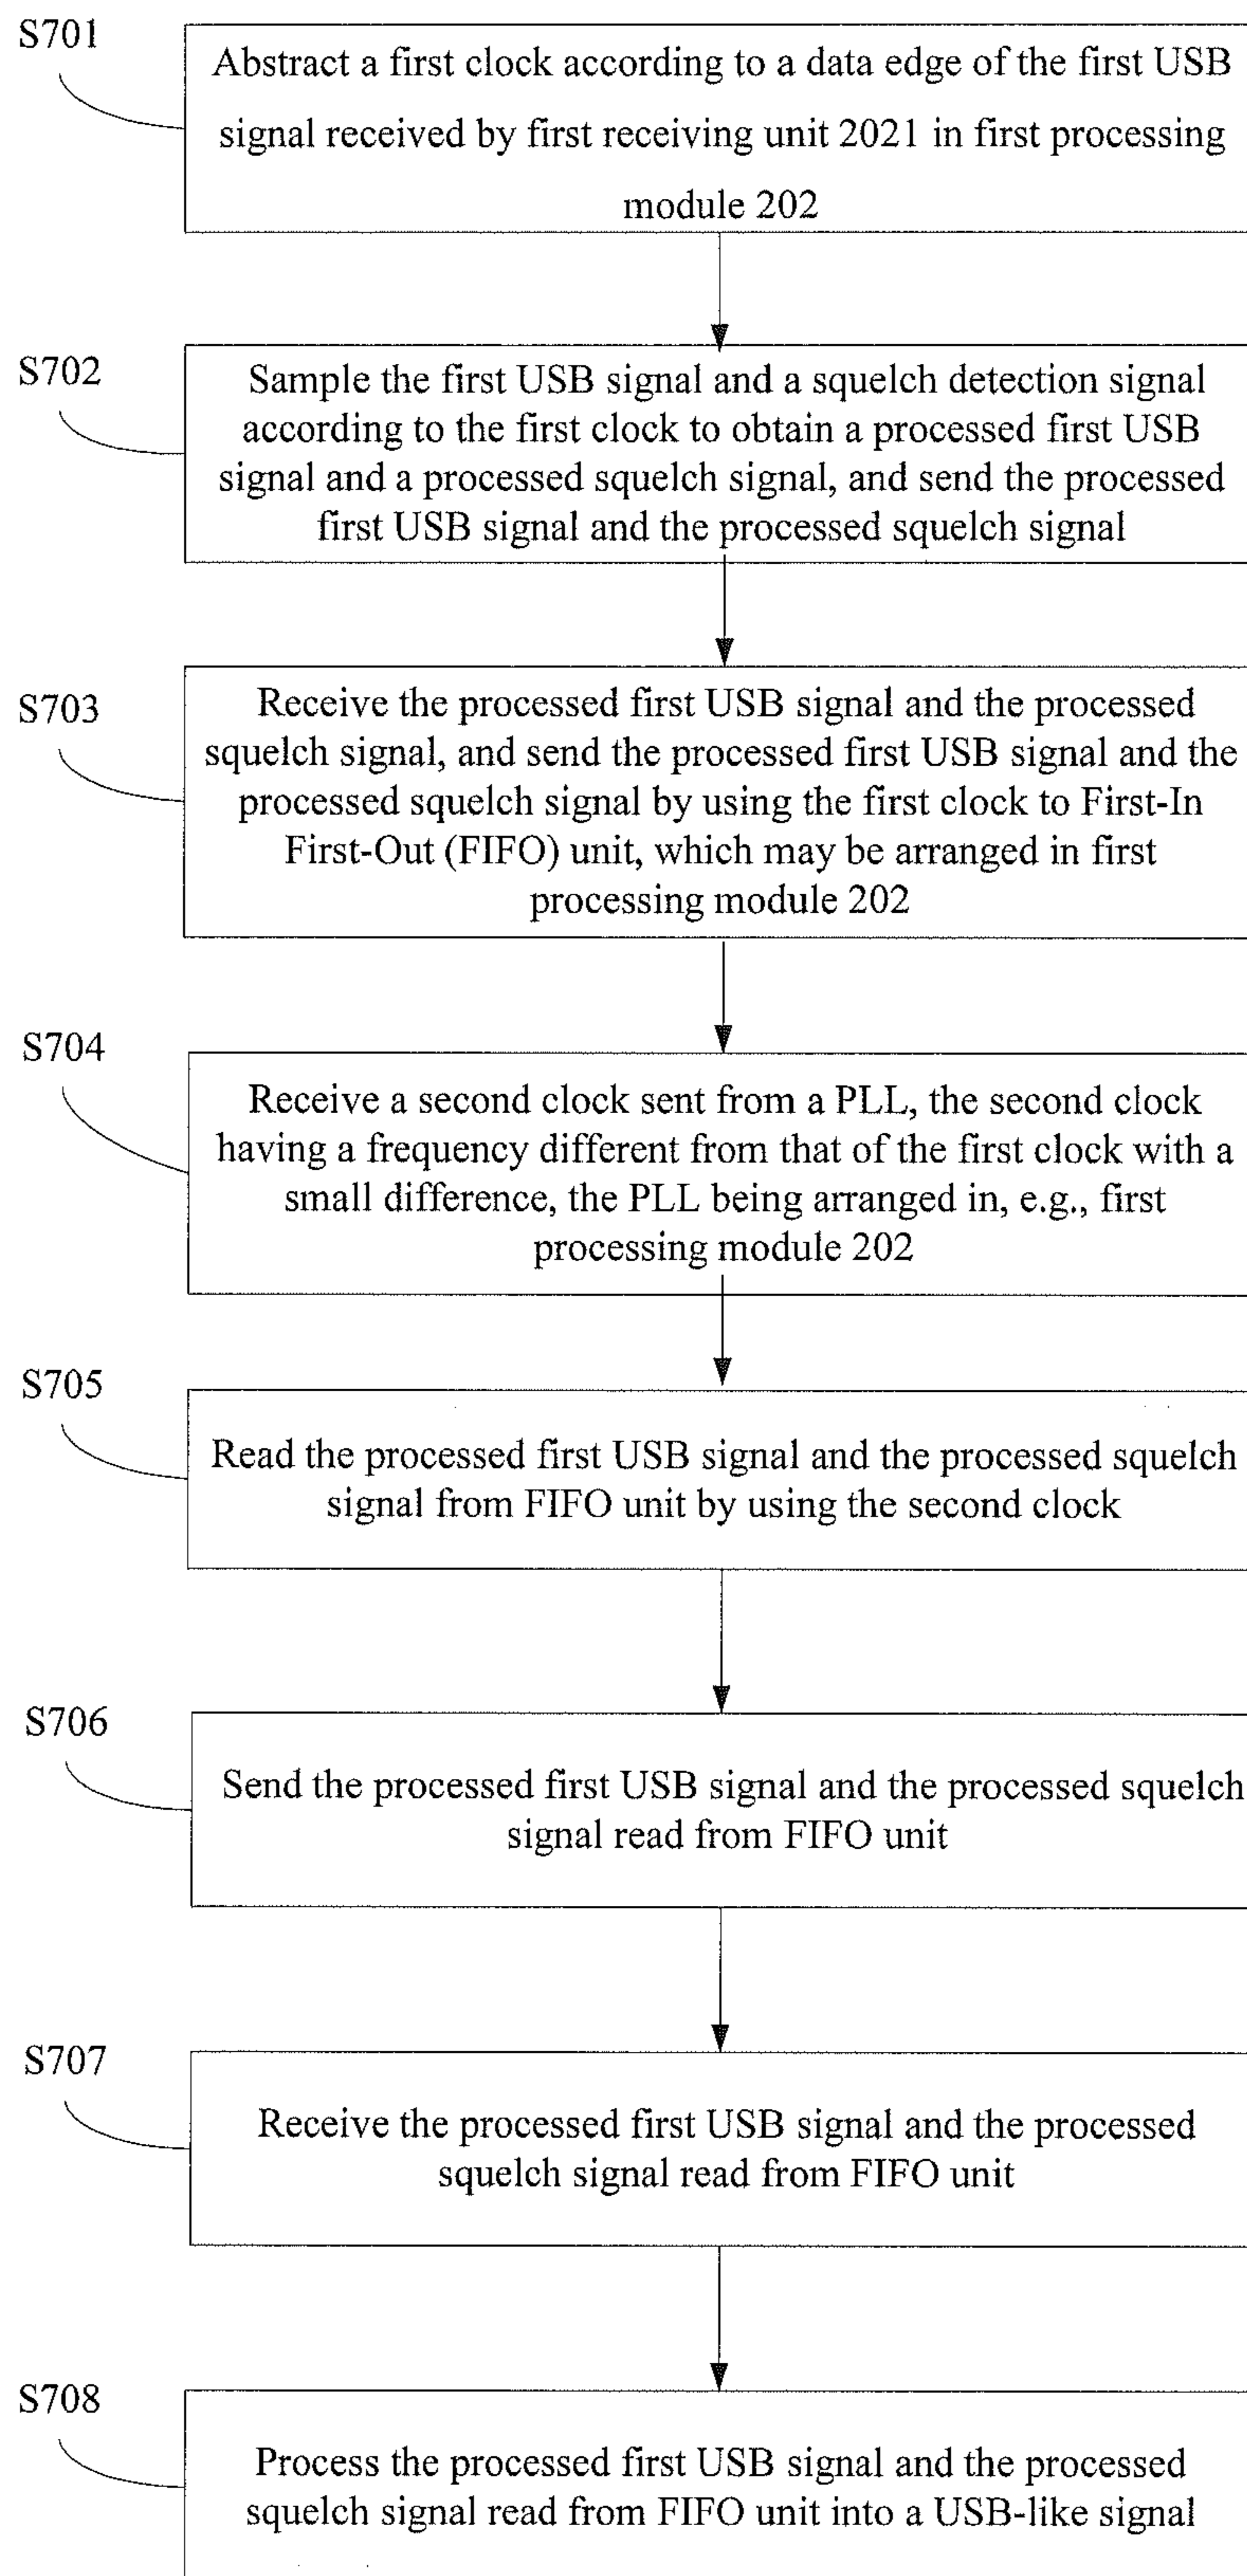 S701
Abstract a first clock according to a data edge of the first USB
signal received by first receiving unit 2021 in first processing
module 202
S702
Sample the first USB signal and a squelch detection signal
according to the first clock to obtain a processed first USB
signal and a processed squelch signal, and send the processed
first USB signal and the processed squelch signal
S703
Receive the processed first USB signal and the processed
squelch signal, and send the processed first USB signal and the
processed squelch signal by using the first clock to First-In
First-Out (FIFO) unit, which may be arranged in first
processing module 202
S704
Receive a second clock sent from a PLL, the second clock
having a frequency different from that of the first clock with a
small difference, the PLL being arranged in, e.g., first
processing module 202
S705
Read the processed first USB signal and the processed squelch
signal from FIFO unit by using the second clock
S706
Send the processed first USB signal and the processed squelch
signal read from FIFO unit
S707
Receive the processed first USB signal and the processed
squelch signal read from FIFO unit
S708
Process the processed first USB signal and the processed
squelch signal read from FIFO unit into a USB-like signal